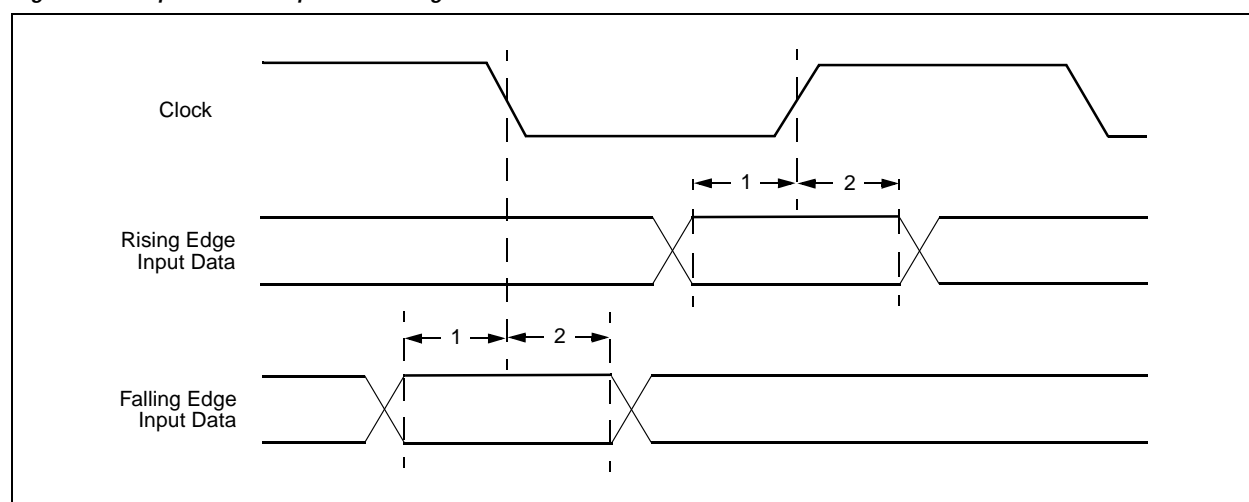 Clock
1
2
Rising Edge
Input Data
1
2
Falling Edge
Input Data